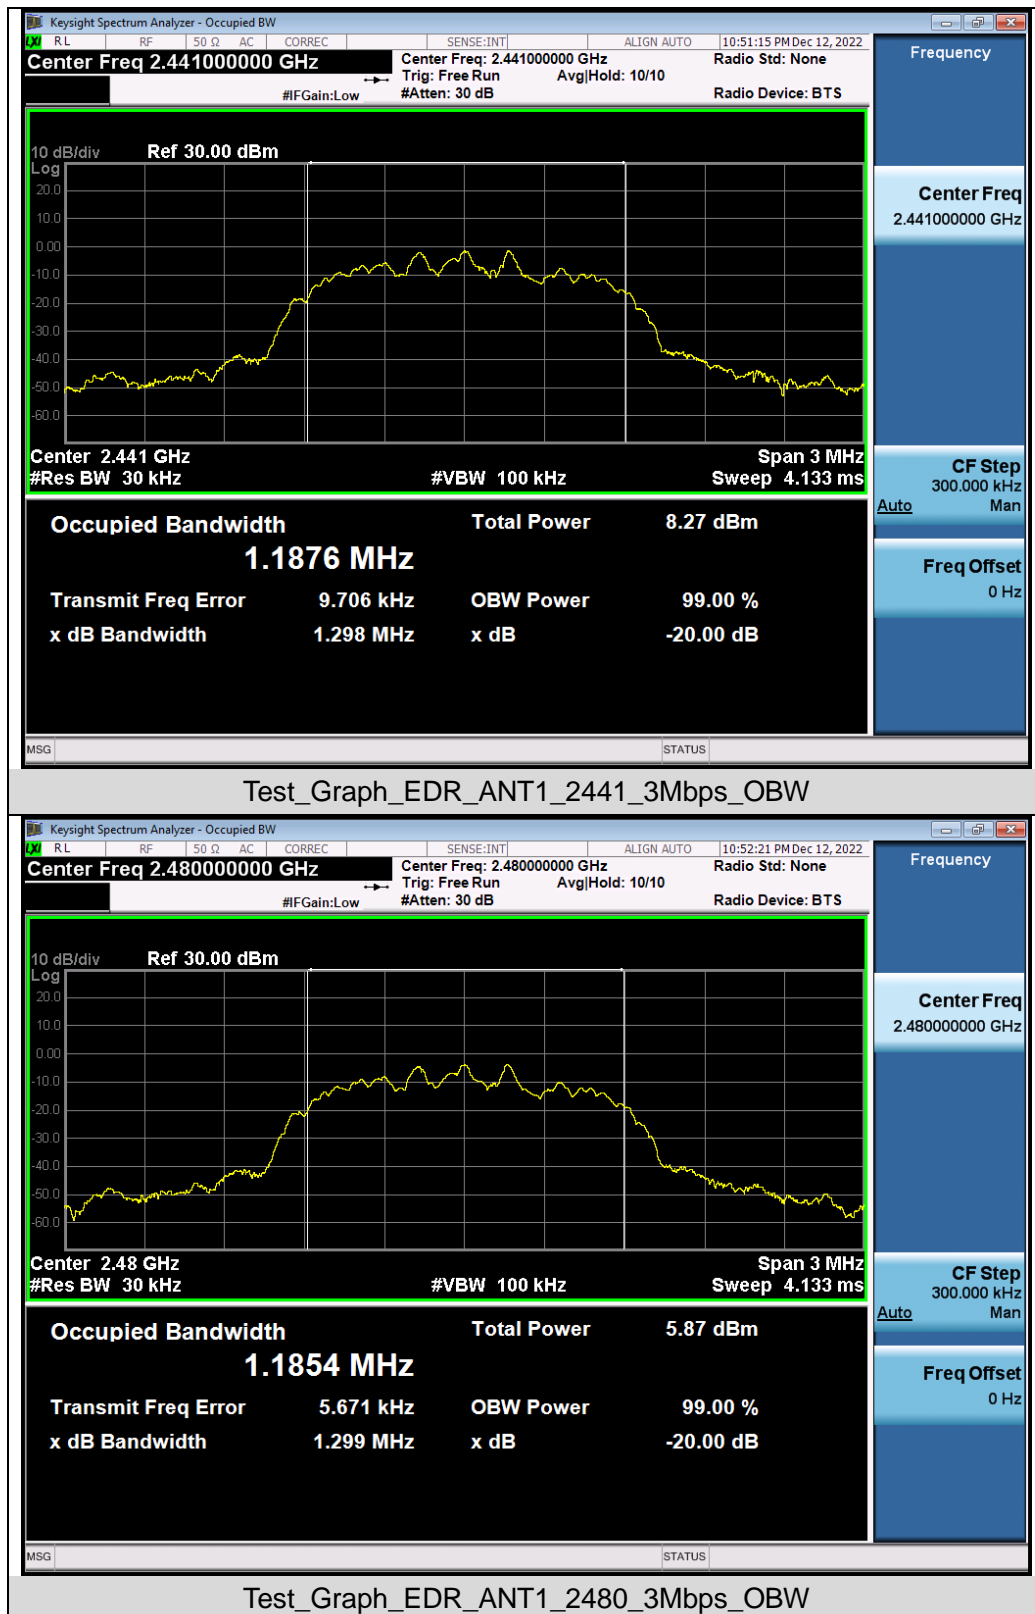 Keysight Spectrum Analyzer - Occupied BW
LXI RL RF 50 Ω AC CORREC SENSE:INT ALIGN AUTO 10:51:15 PM Dec 12, 2022
Center Freq 2.441000000 GHz
Center Freq: 2.441000000 GHz
Radio Std: None
Trig: Free Run Avg|Hold: 10/10
#IFGain:Low
#Atten: 30 dB
Radio Device: BTS
Frequency
10 dB/div Ref 30.00 dBm
Log
20.0
10.0
0.00
-10.0
-20.0
-30.0
-40.0
-50.0
-60.0
Center Freq
2.441000000 GHz
Center 2.441 GHz Span 3 MHz
#Res BW 30 kHz #VBW 100 kHz Sweep 4.133 ms
CF Step
300.000 kHz
Auto Man
Freq Offset
0 Hz
Occupied Bandwidth Total Power 8.27 dBm
1.1876 MHz
Transmit Freq Error 9.706 kHz OBW Power 99.00 %
x dB Bandwidth 1.298 MHz x dB -20.00 dB
MSG STATUS
Test_Graph_EDR_ANT1_2441_3Mbps_OBW
Keysight Spectrum Analyzer - Occupied BW
LXI RL RF 50 Ω AC CORREC SENSE:INT ALIGN AUTO 10:52:21 PM Dec 12, 2022
Center Freq 2.480000000 GHz
Center Freq: 2.480000000 GHz
Radio Std: None
Trig: Free Run Avg|Hold: 10/10
#IFGain:Low
#Atten: 30 dB
Radio Device: BTS
Frequency
10 dB/div Ref 30.00 dBm
Log
20.0
10.0
0.00
-10.0
-20.0
-30.0
-40.0
-50.0
-60.0
Center Freq
2.480000000 GHz
Center 2.48 GHz Span 3 MHz
#Res BW 30 kHz #VBW 100 kHz Sweep 4.133 ms
CF Step
300.000 kHz
Auto Man
Freq Offset
0 Hz
Occupied Bandwidth Total Power 5.87 dBm
1.1854 MHz
Transmit Freq Error 5.671 kHz OBW Power 99.00 %
x dB Bandwidth 1.299 MHz x dB -20.00 dB
MSG STATUS
Test_Graph_EDR_ANT1_2480_3Mbps_OBW